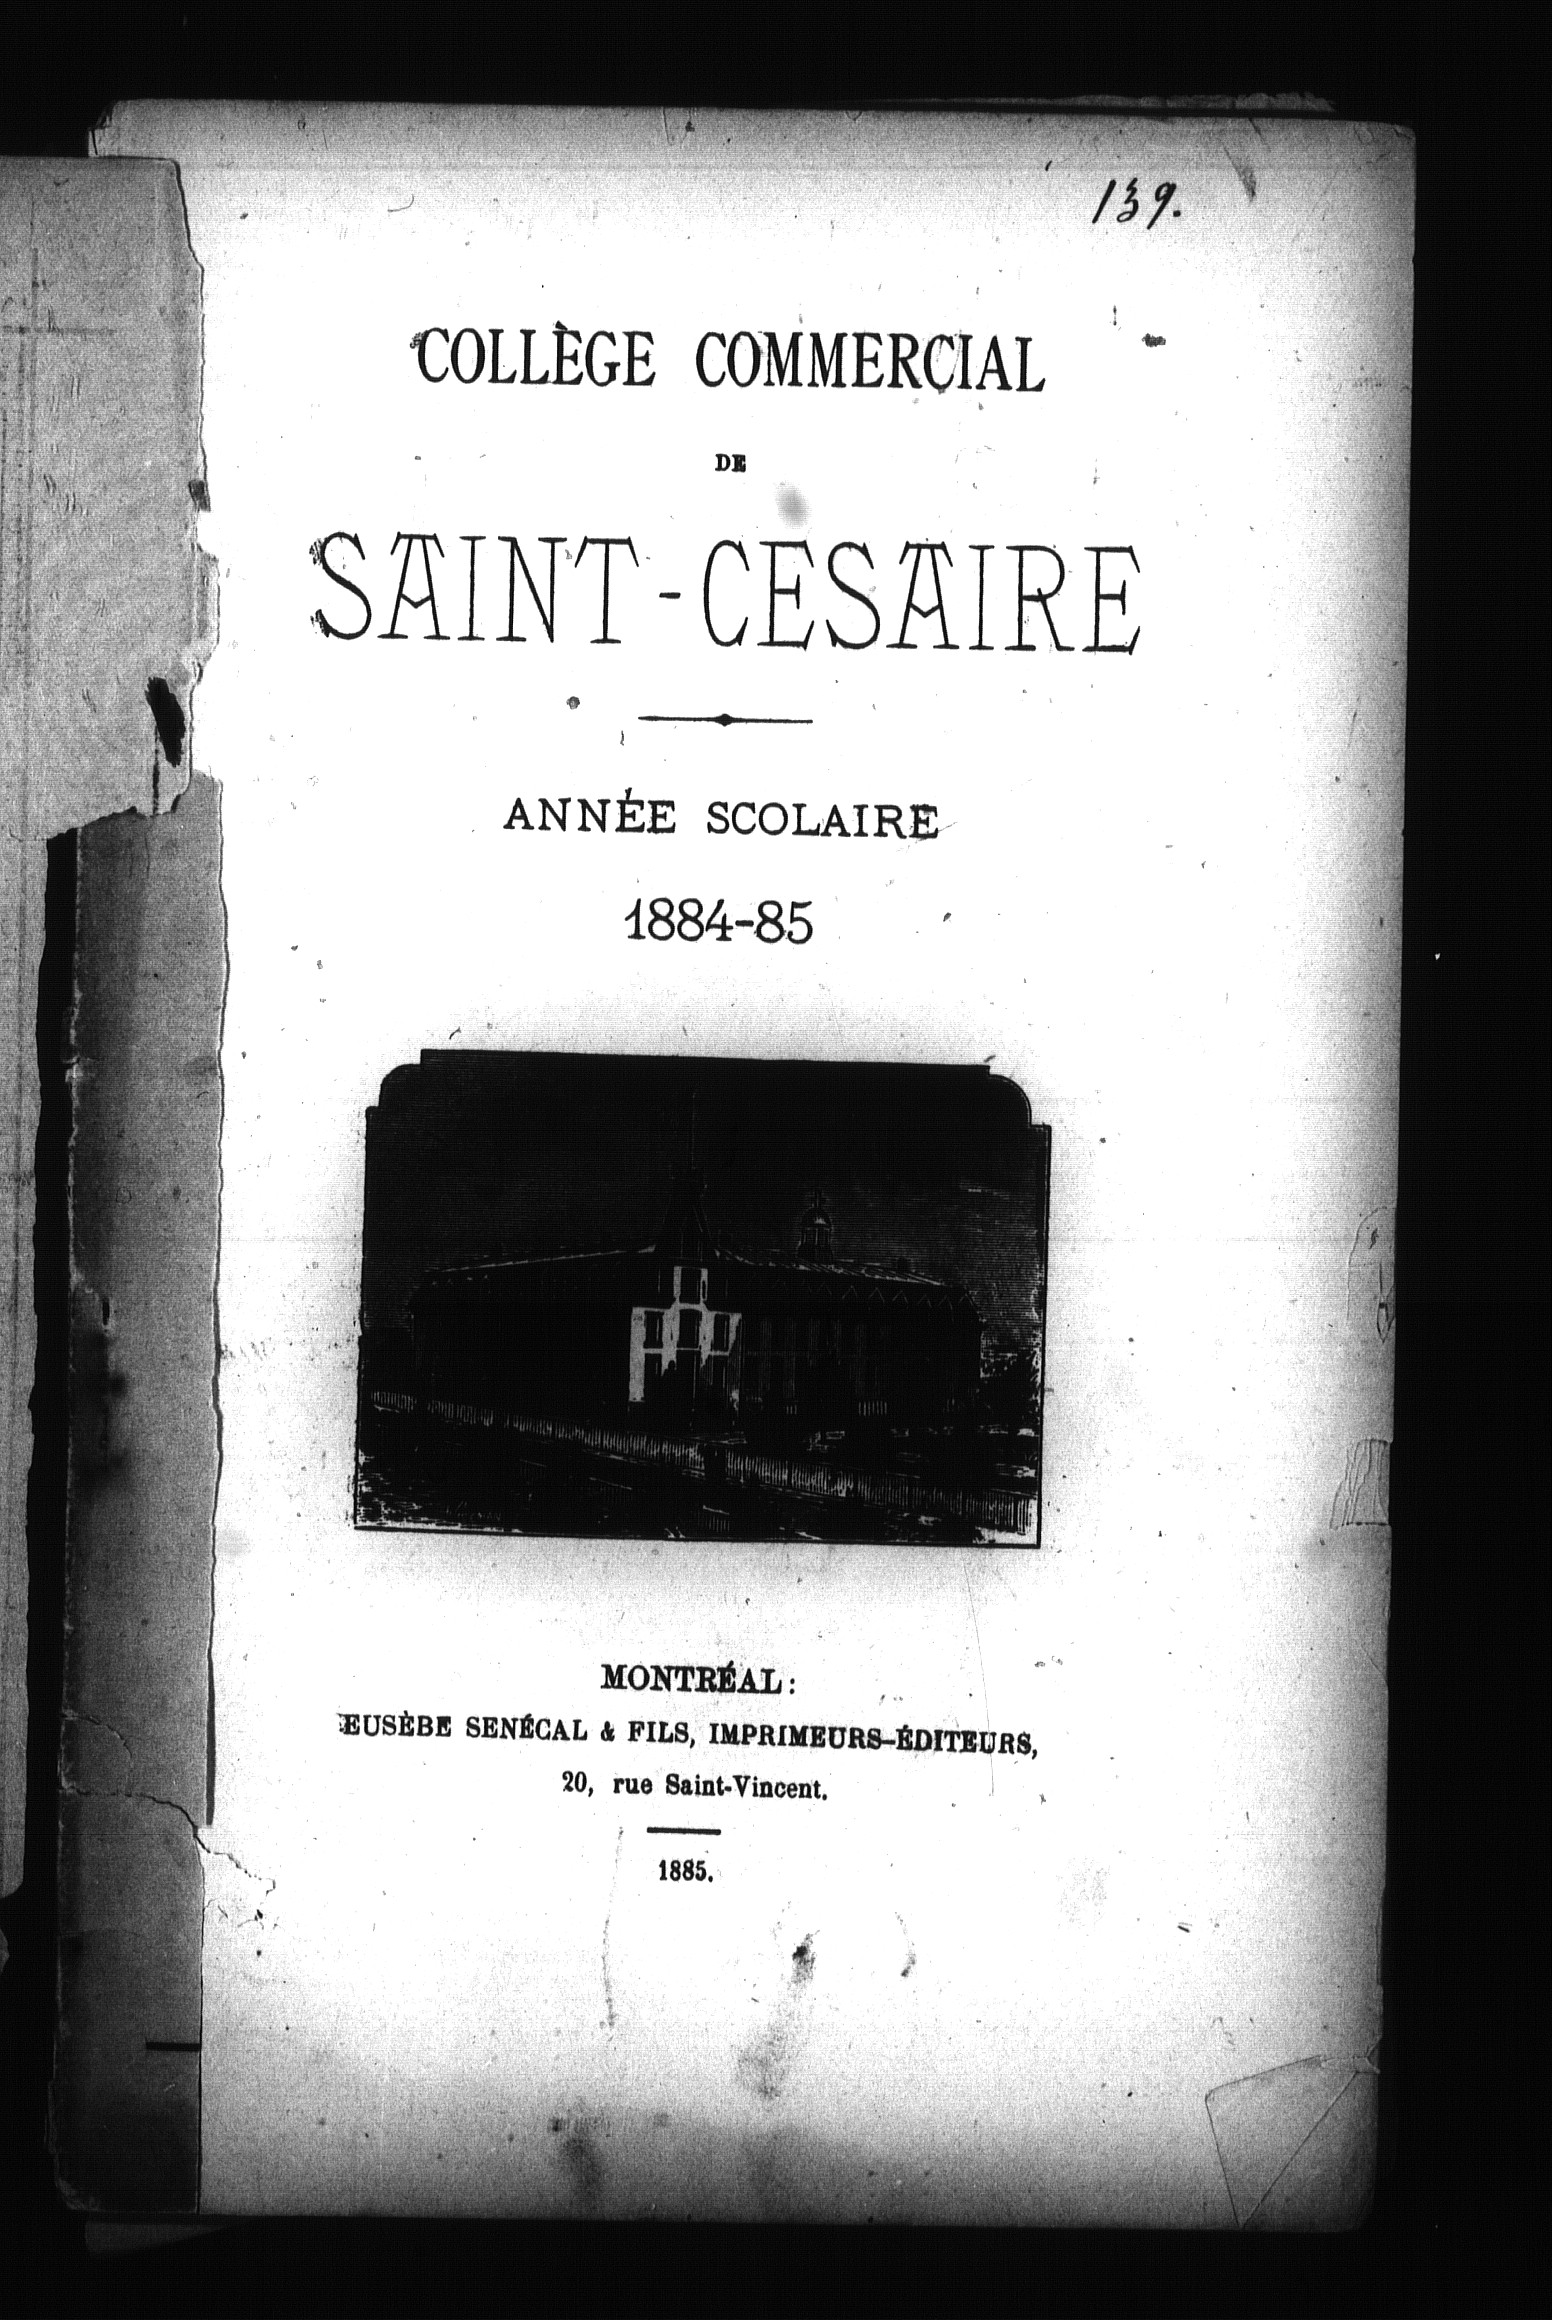 139.
COLLÈGE COMMERCIAL
DE
SAINT-CESAIRE
ANNÉE SCOLAIRE
1884-85
MONTRÉAL:
EUSÈBE SENÉCAL & FILS, IMPRIMEURS-ÉDITEURS,
20, rue Saint-Vincent.
1885.